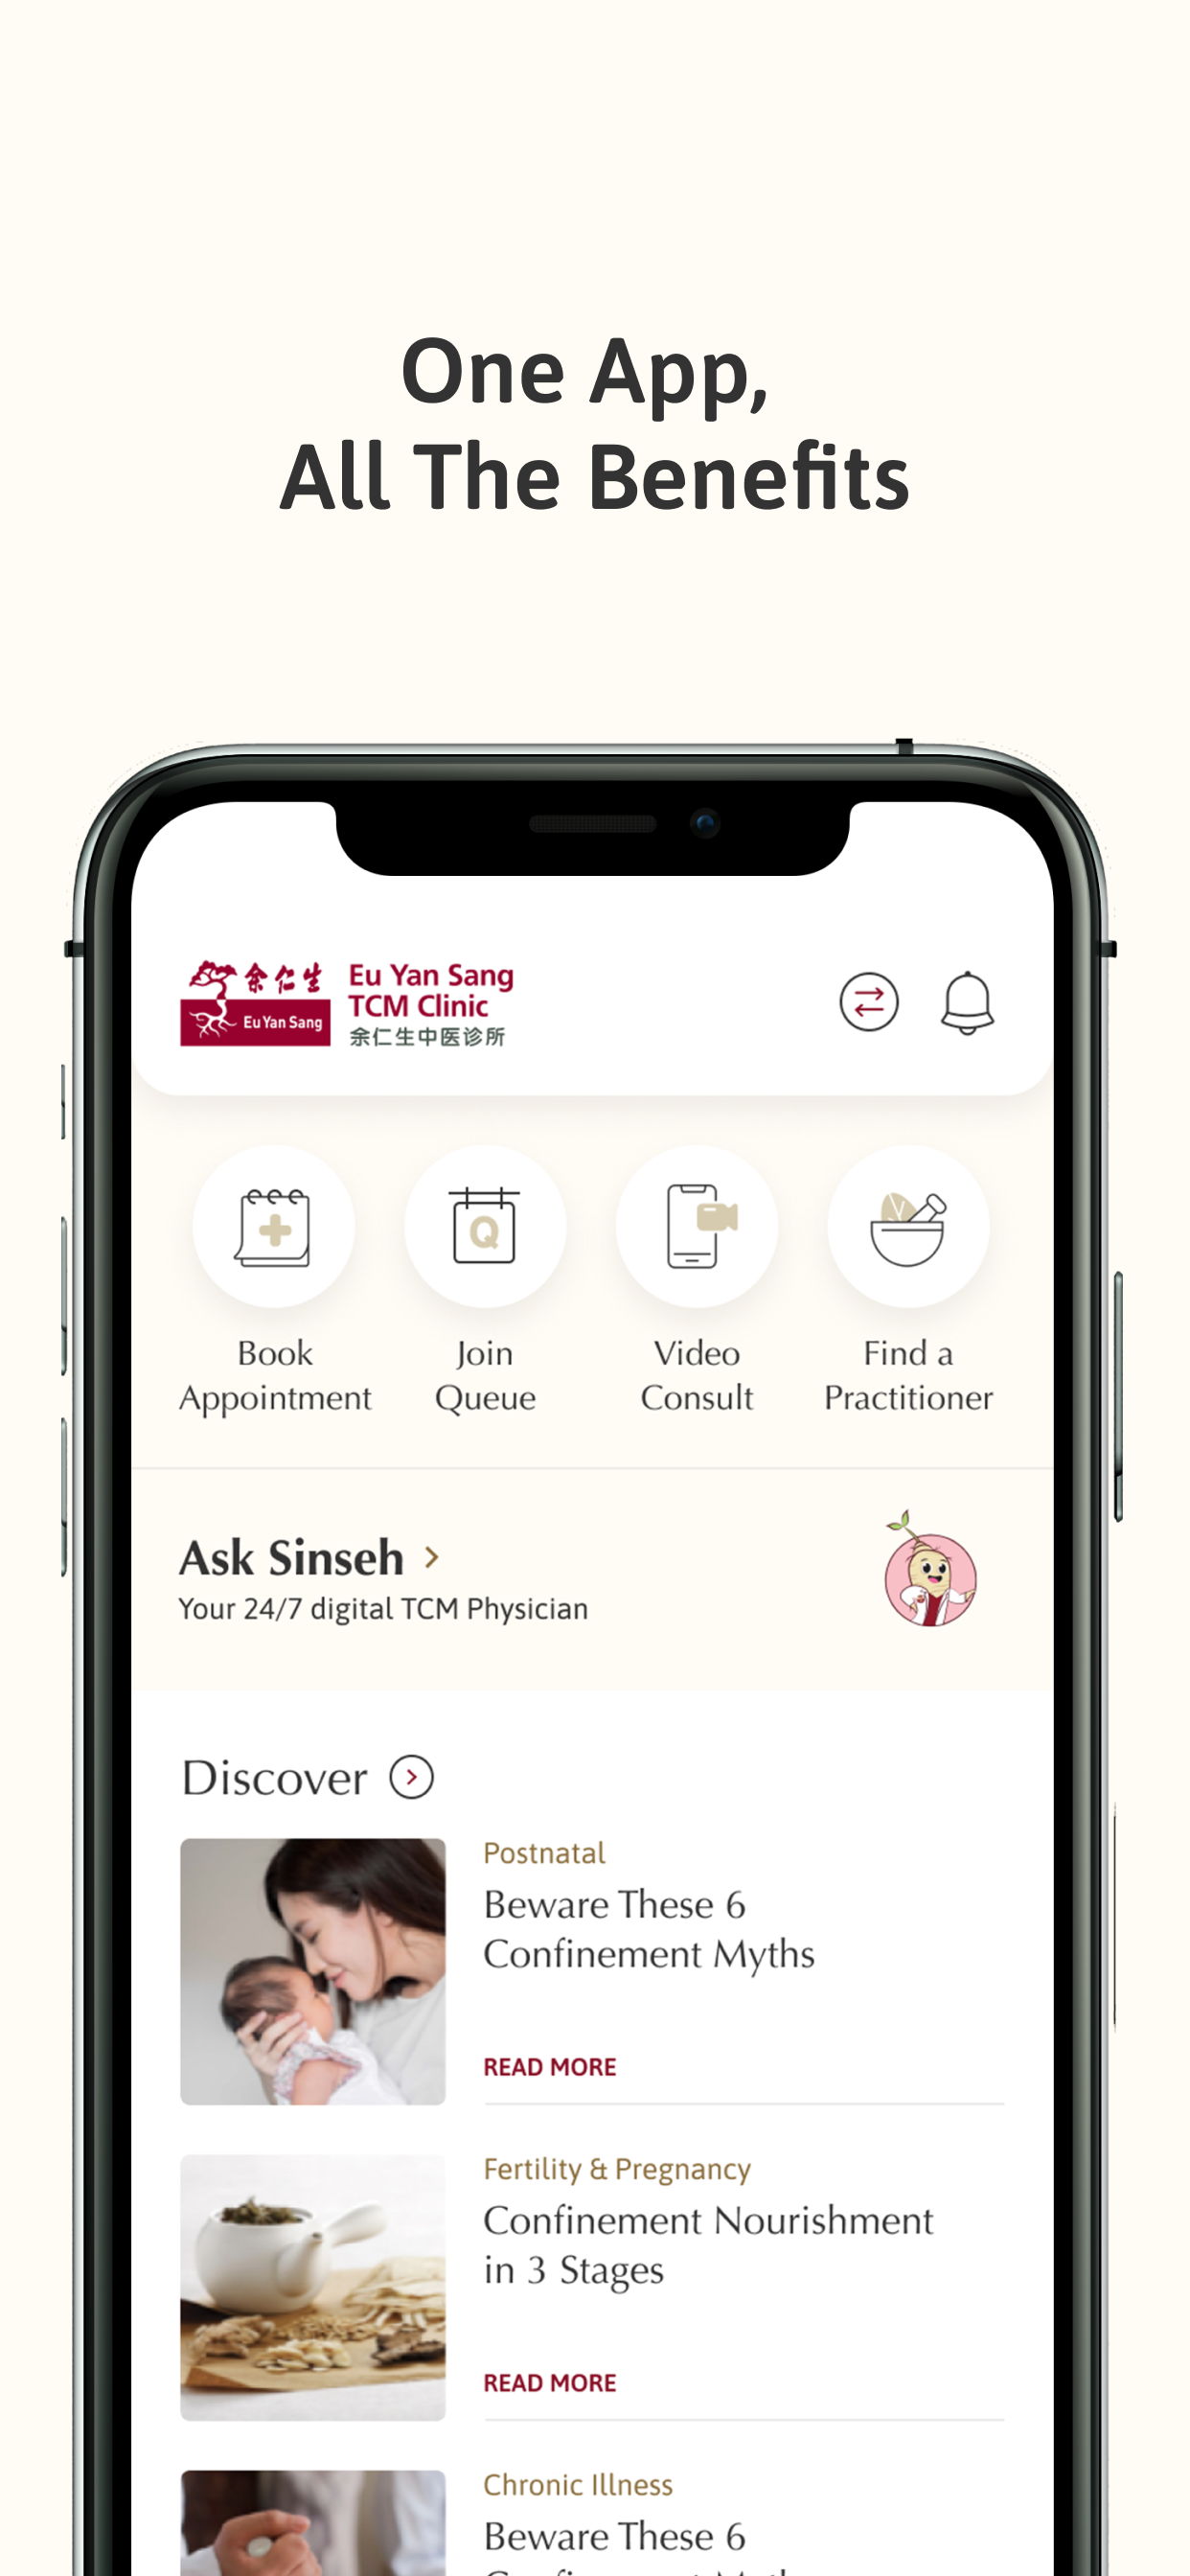 One App,
All The Benefits
余仁生
Eu Yan Sang
Eu Yan Sang
TCM Clinic
余仁生中医诊所
Q
Book
Appointment
Join
Queue
Video
Consult
Find a
Practitioner
Ask Sinseh
Your 24/7 digital TCM Physician
Discover
Postnatal
Beware These 6
Confinement Myths
READ MORE
Fertility & Pregnancy
Confinement Nourishment
in 3 Stages
READ MORE
Chronic Illness
Beware These 6